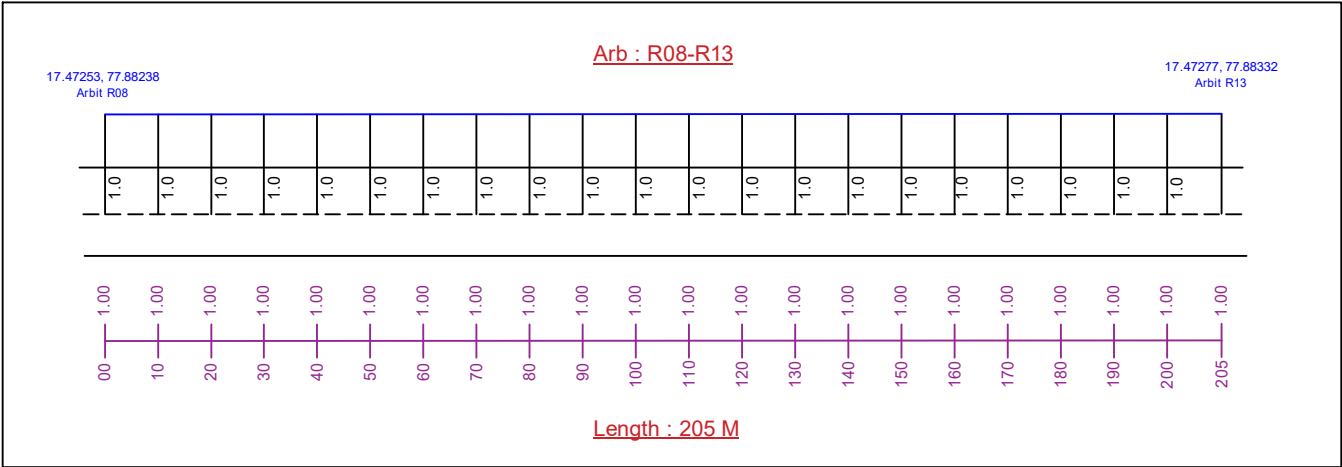 Arb : R08-R13
17.47253, 77.88238
Arbit R08
17.47277, 77.88332
Arbit R13
1.0 1.0 1.0 1.0 1.0 1.0 1.0 1.0 1.0 1.0 1.0 1.0 1.0 1.0 1.0 1.0 1.0 1.0 1.0 1.0 1.0
1.00 1.00 1.00 1.00 1.00 1.00 1.00 1.00 1.00 1.00 1.00 1.00 1.00 1.00 1.00 1.00 1.00 1.00 1.00 1.00 1.00 1.00
00 10 20 30 40 50 60 70 80 90 100 110 120 130 140 150 160 170 180 190 200 205
Length : 205 M